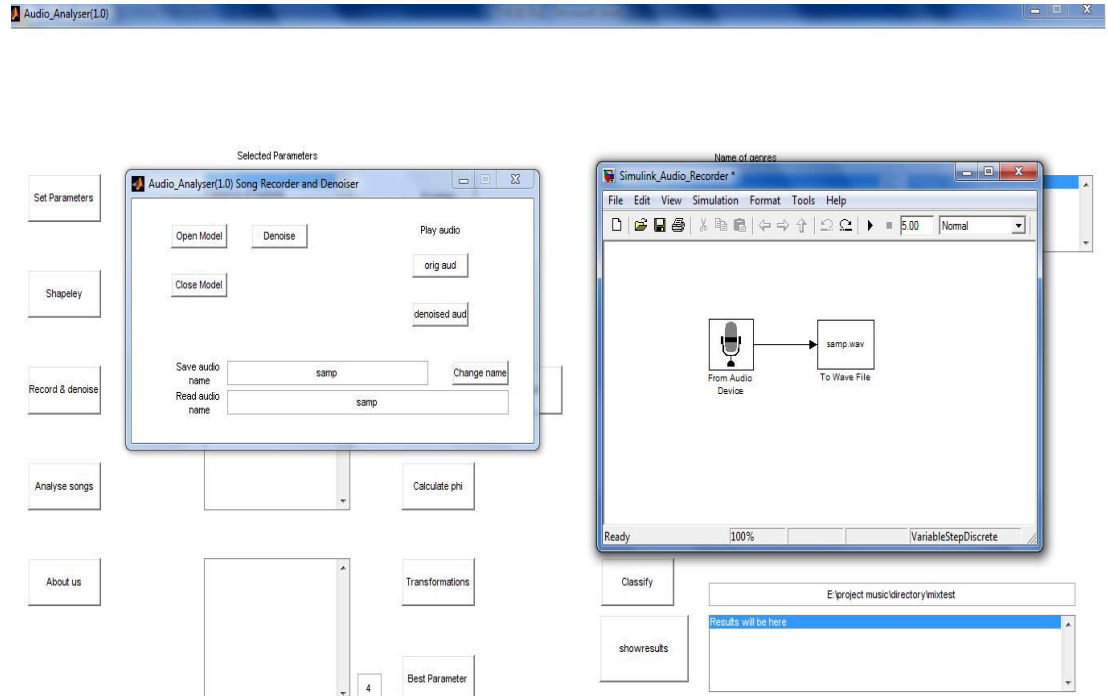 Audio_Analyser(1.0)
Selected Parameters
Name of genres
Set Parameters
Shapeley
Record & denoise
Analyse songs
About us
Audio_Analyser(1.0) Song Recorder and Denoiser
Open Model
Denoise
Play audio
orig aud
Close Model
denoised aud
Save audio
name
samp
Change name
Read audio
name
samp
Simulink_Audio_Recorder *
File Edit View Simulation Format Tools Help
5.00
Normal
samp.wav
From Audio
Device
To Wave File
Ready
100%
VariableStepDiscrete
Calculate phi
Transformations
4
Best Parameter
Classify
E:\project music\directory\mixtest
showresults
Results will be here